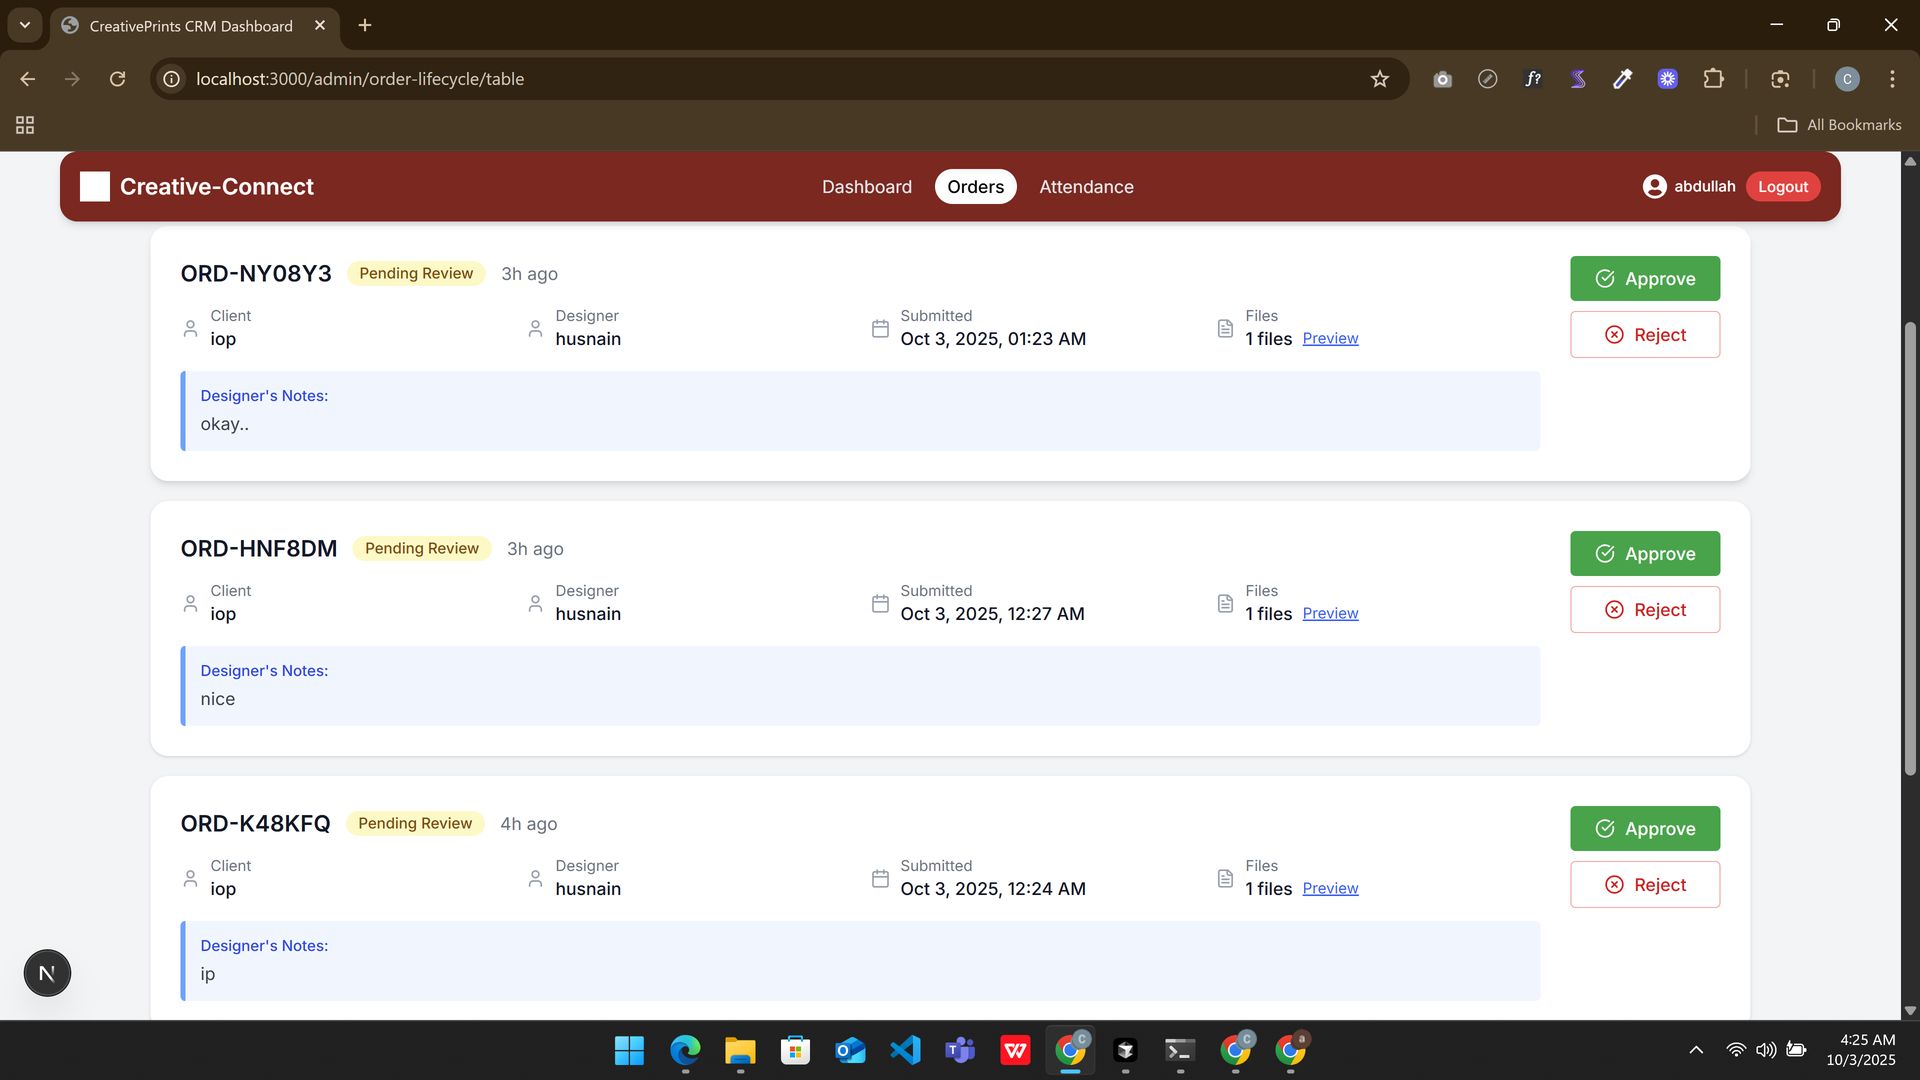 CreativePrints CRM Dashboard
localhost:3000/admin/order-lifecycle/table
f?
C
All Bookmarks
Creative-Connect
Dashboard
Orders
Attendance
abdullah
Logout
ORD-NY08Y3 Pending Review 3h ago
Approve
Client Designer Submitted Files
iop husnain Oct 3, 2025, 01:23 AM 1 files Preview
Reject
Designer's Notes:
okay..
ORD-HNF8DM Pending Review 3h ago
Approve
Client Designer Submitted Files
iop husnain Oct 3, 2025, 12:27 AM 1 files Preview
Reject
Designer's Notes:
nice
ORD-K48KFQ Pending Review 4h ago
Approve
Client Designer Submitted Files
iop husnain Oct 3, 2025, 12:24 AM 1 files Preview
Reject
Designer's Notes:
ip
N
C
C
a
4:25 AM
10/3/2025